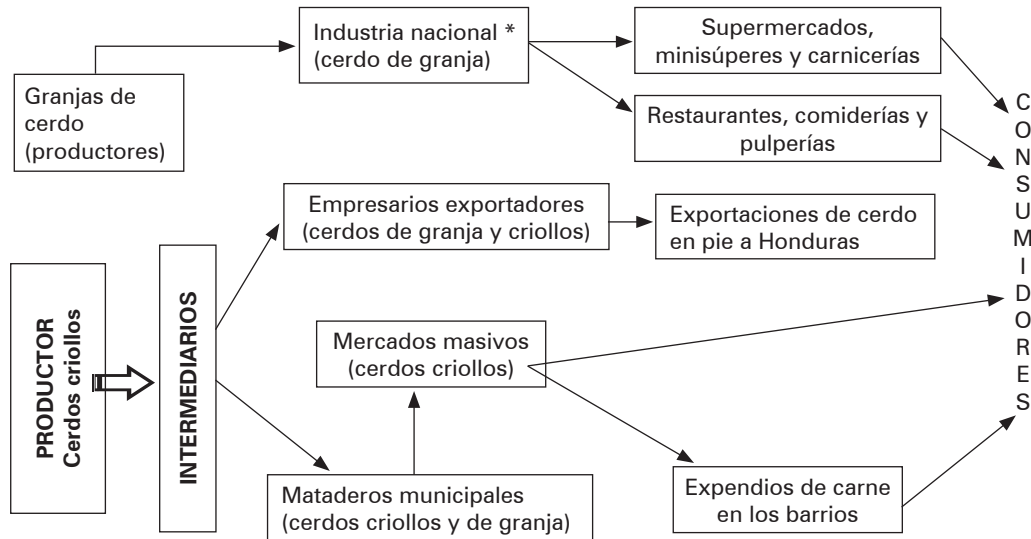 Industria nacional *
(cerdo de granja)
Supermercados,
minisúperes y carnicerías
Granjas de
cerdo
(productores)
Restaurantes, comiderías y
pulperías
Empresarios exportadores
(cerdos de granja y criollos)
Exportaciones de cerdo
en pie a Honduras
PRODUCTOR
Cerdos criollos
INTERMEDIARIOS
Mercados masivos
(cerdos criollos)
Mataderos municipales
(cerdos criollos y de granja)
Expendios de carne
en los barrios
CONSUMIDORES